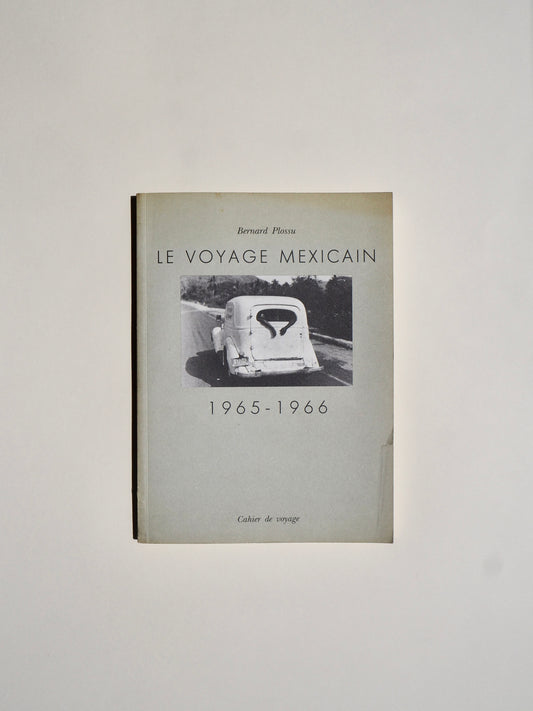 Bernard Plossu
LE VOYAGE MEXICAIN
1965-1966
Cahier de voyage